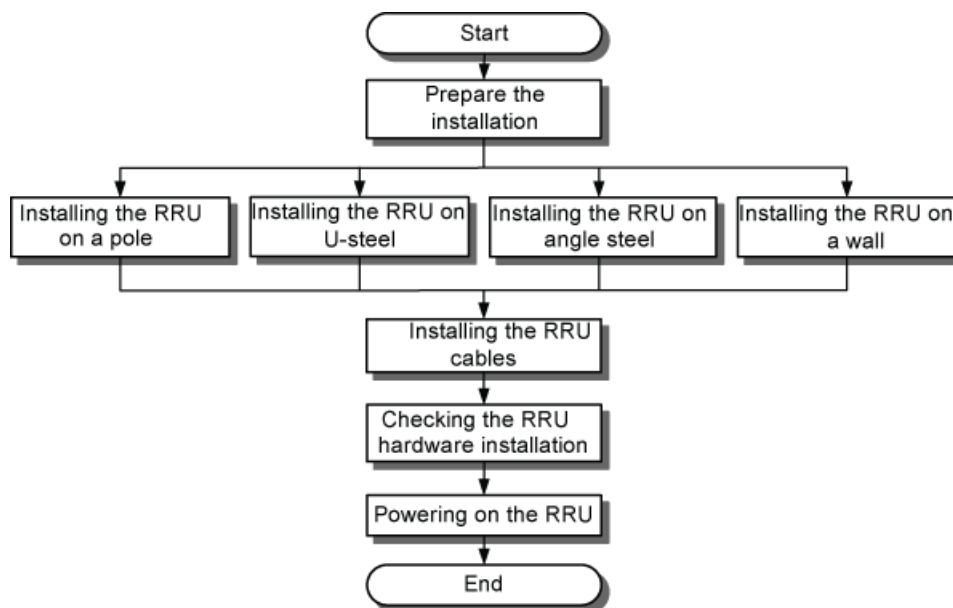 Start
Prepare the
installation
Installing the RRU
on a pole
Installing the RRU on
U-steel
Installing the RRU on
angle steel
Installing the RRU on
a wall
Installing the RRU
cables
Checking the RRU
hardware installation
Powering on the RRU
End